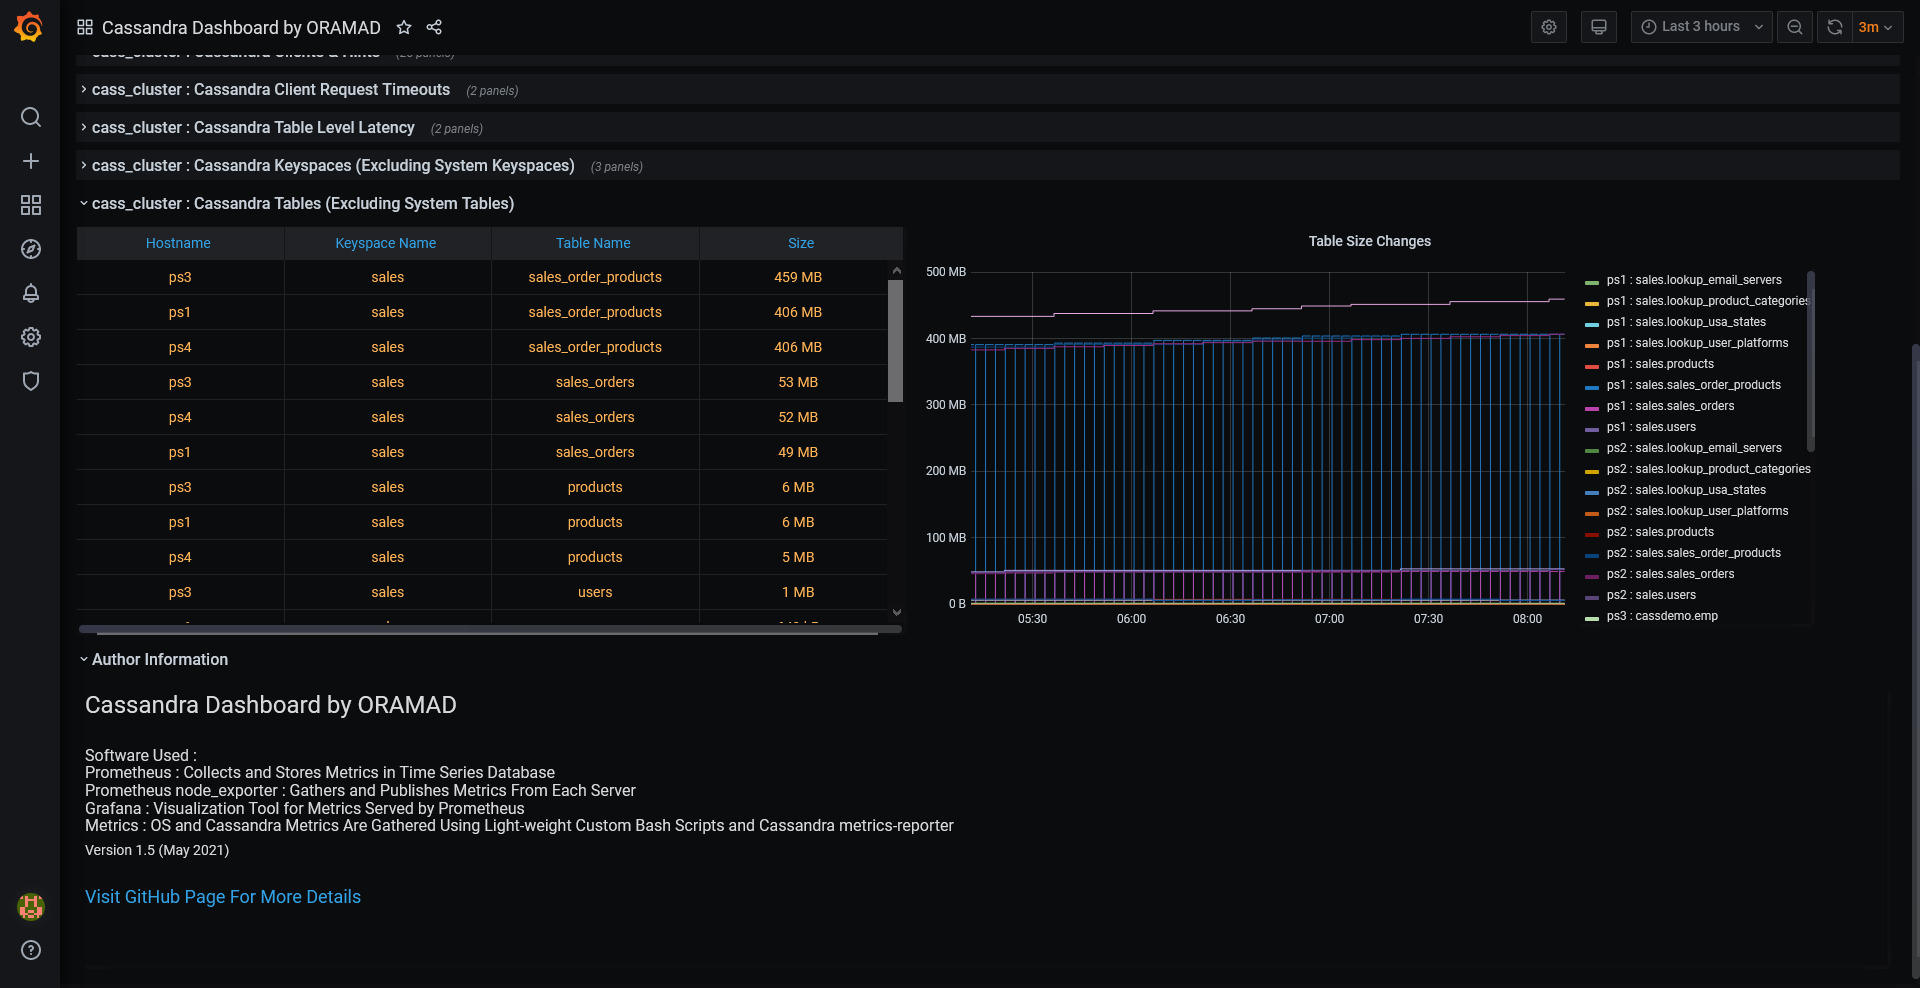 Cassandra Dashboard by ORAMAD
Last 3 hours
3m
cass_cluster : Cassandra Clients & Hints
cass_cluster : Cassandra Client Request Timeouts (2 panels)
cass_cluster : Cassandra Table Level Latency (2 panels)
cass_cluster : Cassandra Keyspaces (Excluding System Keyspaces) (3 panels)
cass_cluster : Cassandra Tables (Excluding System Tables)
Hostname Keyspace Name Table Name Size
ps3 sales sales_order_products 459 MB
ps1 sales sales_order_products 406 MB
ps4 sales sales_order_products 406 MB
ps3 sales sales_orders 53 MB
ps4 sales sales_orders 52 MB
ps1 sales sales_orders 49 MB
ps3 sales products 6 MB
ps1 sales products 6 MB
ps4 sales products 5 MB
ps3 sales users 1 MB
Table Size Changes
500 MB
400 MB
300 MB
200 MB
100 MB
0 B
05:30 06:00 06:30 07:00 07:30 08:00
ps1 : sales.lookup_email_servers
ps1 : sales.lookup_product_categories
ps1 : sales.lookup_usa_states
ps1 : sales.lookup_user_platforms
ps1 : sales.products
ps1 : sales.sales_order_products
ps1 : sales.sales_orders
ps1 : sales.users
ps2 : sales.lookup_email_servers
ps2 : sales.lookup_product_categories
ps2 : sales.lookup_usa_states
ps2 : sales.lookup_user_platforms
ps2 : sales.products
ps2 : sales.sales_order_products
ps2 : sales.sales_orders
ps2 : sales.users
ps3 : cassdemo.emp
Author Information
Cassandra Dashboard by ORAMAD
Software Used :
Prometheus : Collects and Stores Metrics in Time Series Database
Prometheus node_exporter : Gathers and Publishes Metrics From Each Server
Grafana : Visualization Tool for Metrics Served by Prometheus
Metrics : OS and Cassandra Metrics Are Gathered Using Light-weight Custom Bash Scripts and Cassandra metrics-reporter
Version 1.5 (May 2021)
Visit GitHub Page For More Details